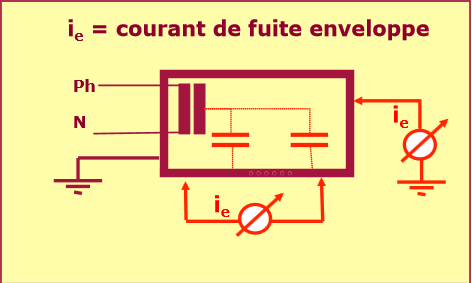 ie = courant de fuite enveloppe
Ph
N
ie
ie